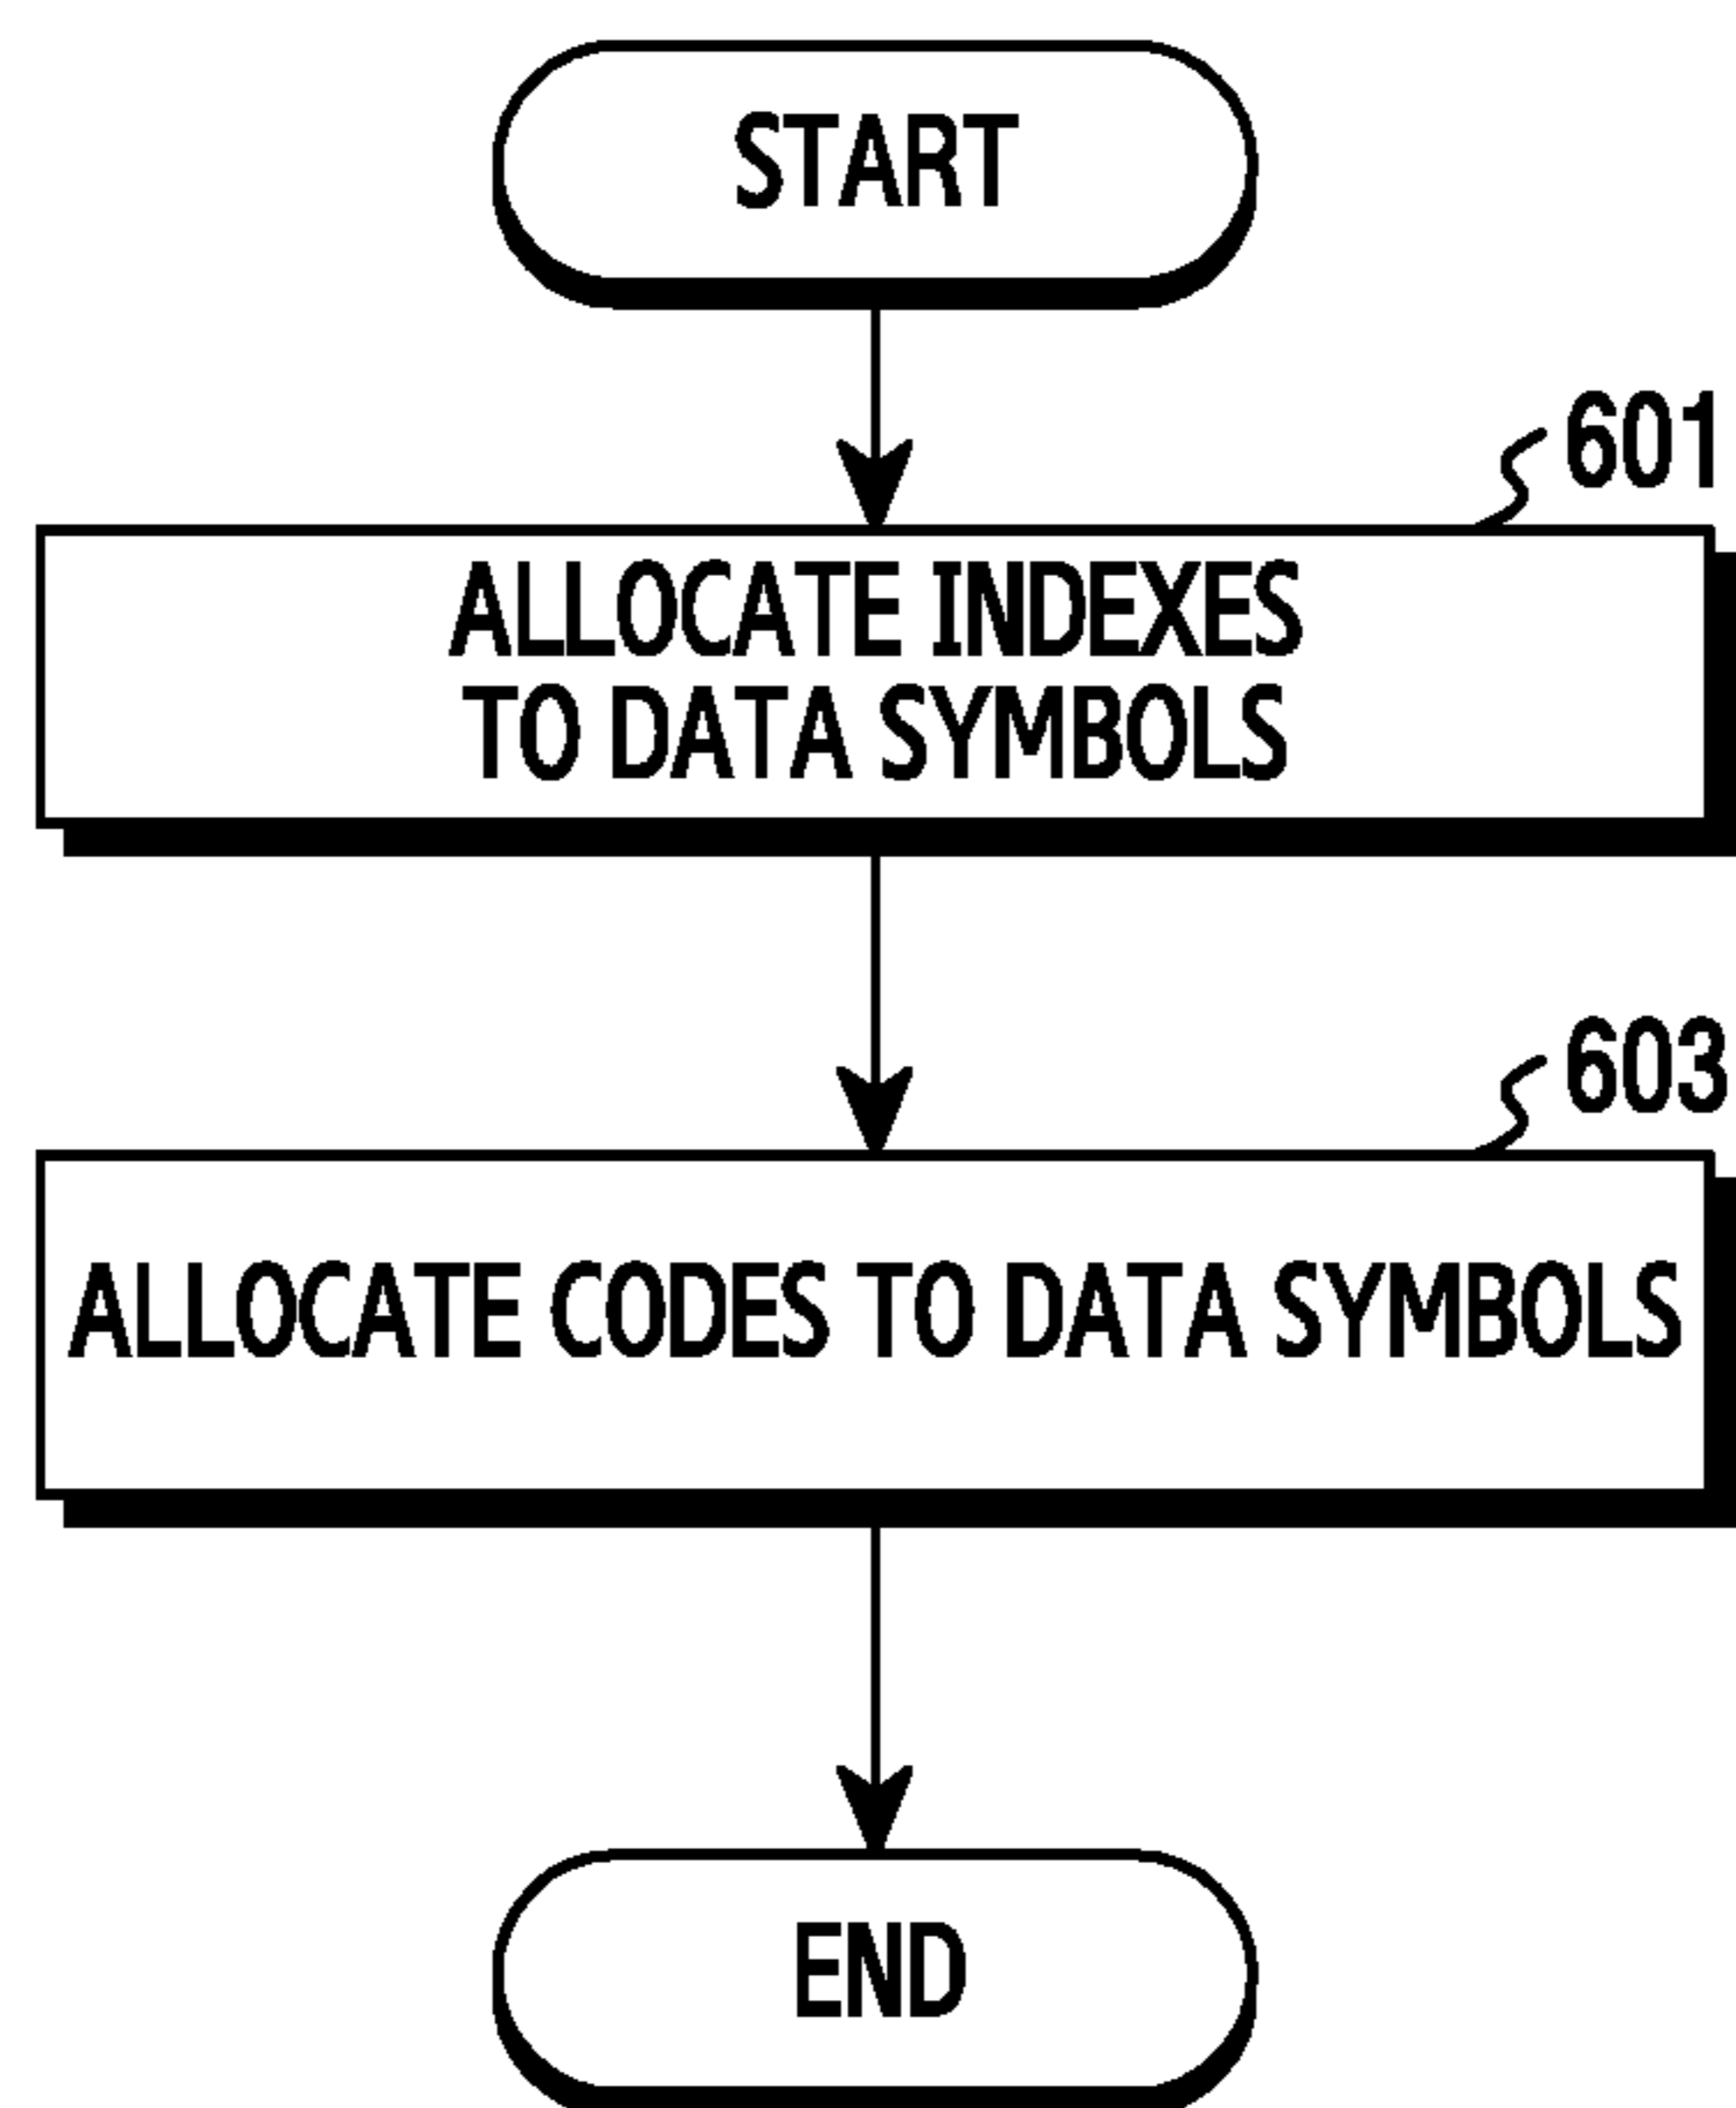 START
601
ALLOCATE INDEXES
TO DATA SYMBOLS
603
ALLOCATE CODES TO DATA SYMBOLS
END